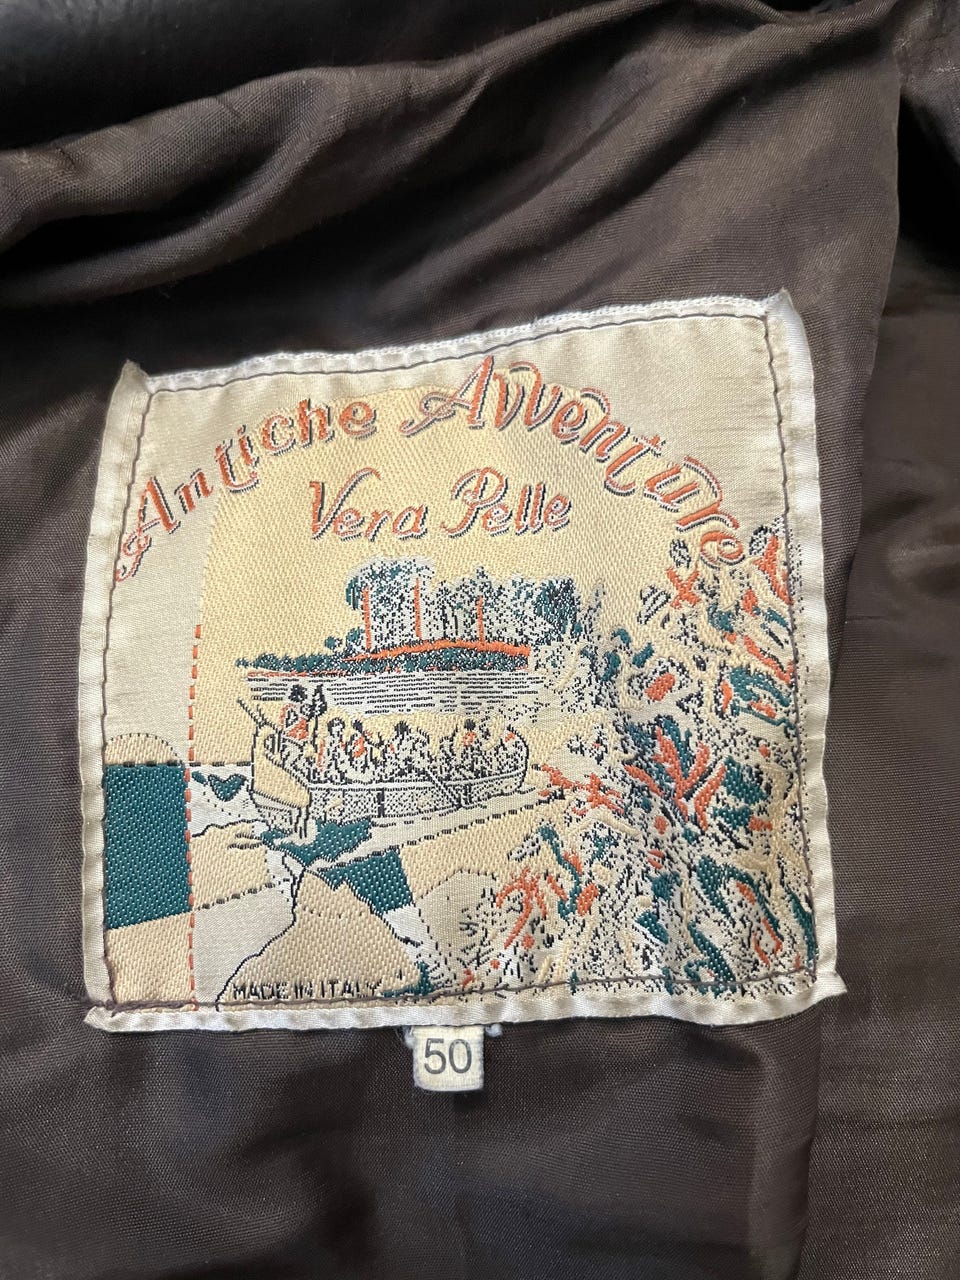 Antiche Avventure
Vera Pelle
MADE IN ITALY
50